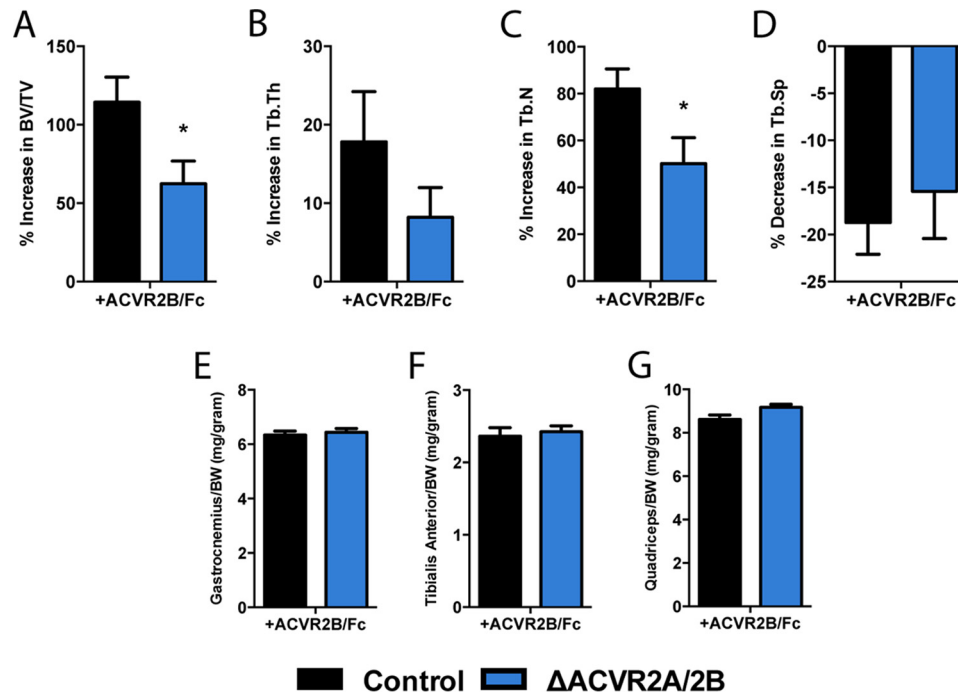 A
B
C
D
% Increase in BV/TV
150
100
50
0
*
+ACVR2B/Fc
% Increase in Tb.Th
30
20
10
0
+ACVR2B/Fc
% Increase in Tb.N
100
80
60
40
20
0
*
+ACVR2B/Fc
% Decrease in Tb.Sp
0
-5
-10
-15
-20
-25
+ACVR2B/Fc
E
F
G
Gastrocnemius/BW (mg/gram)
8
6
4
2
0
+ACVR2B/Fc
Tibialis Anterior/BW (mg/gram)
3
2
1
0
+ACVR2B/Fc
Quadriceps/BW (mg/gram)
10
8
6
4
2
0
+ACVR2B/Fc
Control ΔACVR2A/2B